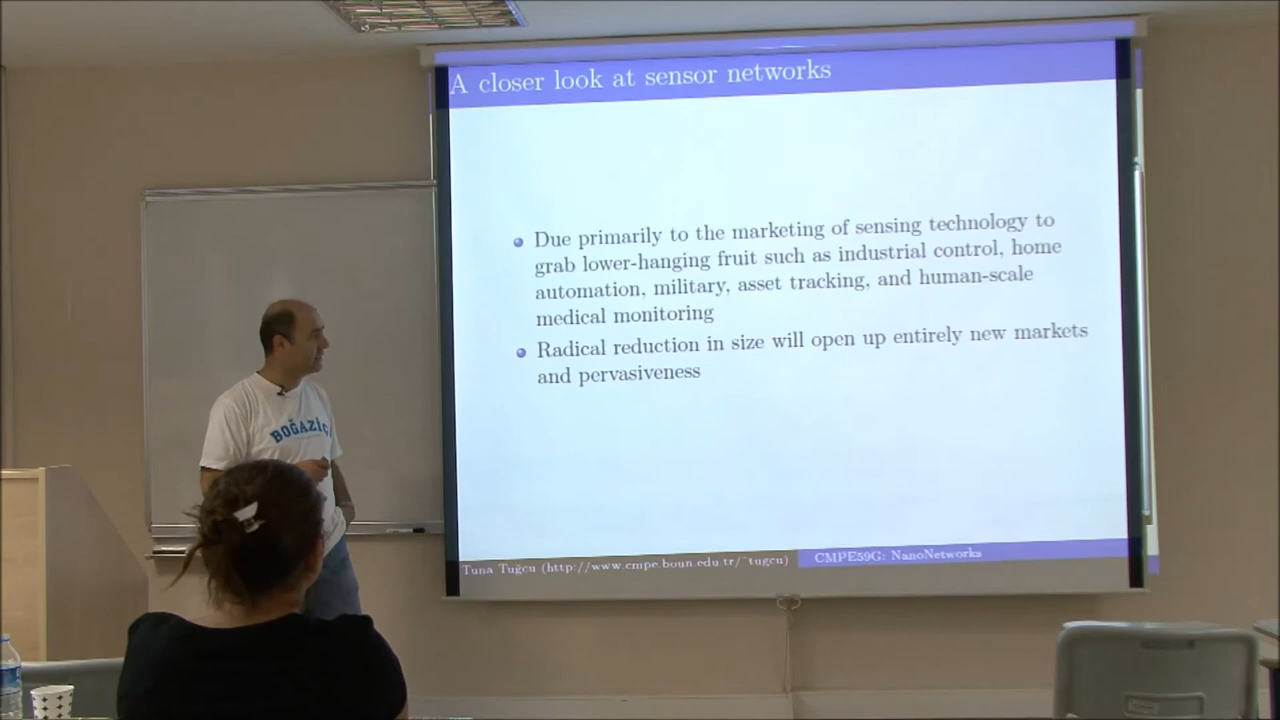 A closer look at sensor networks
Due primarily to the marketing of sensing technology to
grab lower-hanging fruit such as industrial control, home
automation, military, asset tracking, and human-scale
medical monitoring
Radical reduction in size will open up entirely new markets
and pervasiveness
Tuna Tuğcu (http://www.cmpe.boun.edu.tr/~tugcu)
CMPE59G: NanoNetworks
BOĞAZİÇ